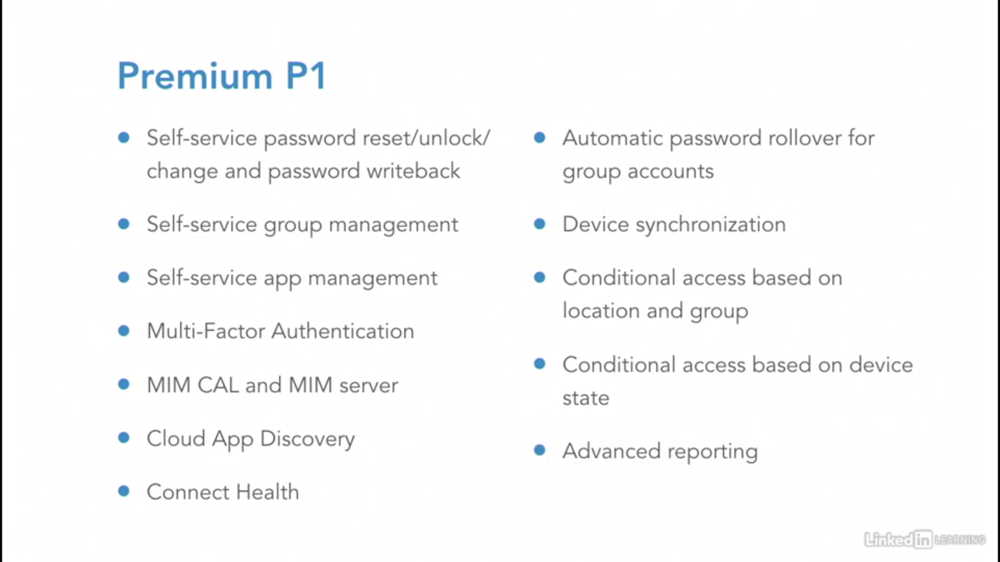 Premium P1
Self-service password reset/unlock/
change and password writeback
Self-service group management
Self-service app management
Multi-Factor Authentication
MIM CAL and MIM server
Cloud App Discovery
Connect Health
Automatic password rollover for
group accounts
Device synchronization
Conditional access based on
location and group
Conditional access based on device
state
Advanced reporting
Linked in LEARNING